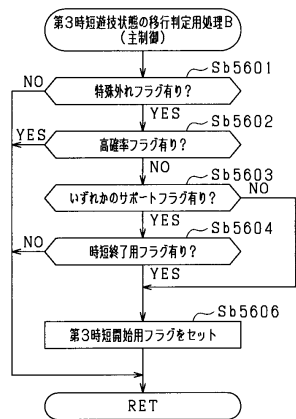 第3時短遊技状態の移行判定用処理B
(主制御)
Sb5601
NO
特殊外れフラグ有り?
YES
Sb5602
YES
高確率フラグ有り?
NO
Sb5603
NO
いずれかのサポートフラグ有り?
YES
Sb5604
NO
時短終了用フラグ有り?
YES
Sb5606
第3時短開始用フラグをセット
RET